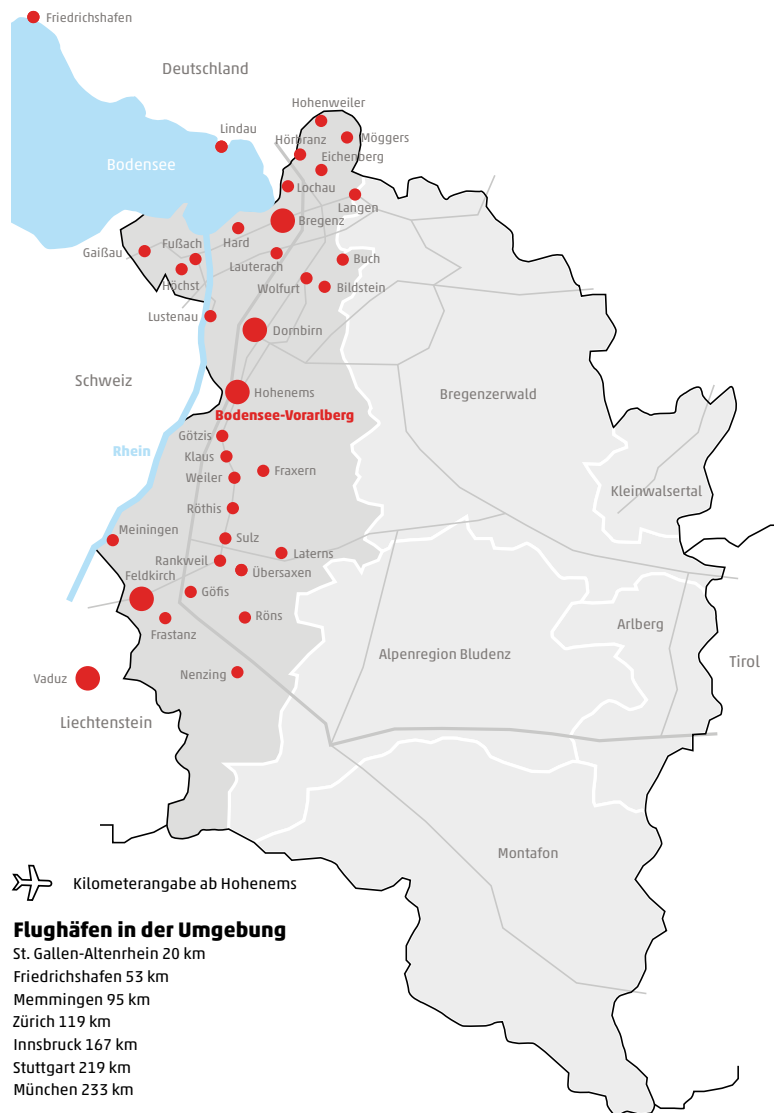 Friedrichshafen
Deutschland
Hohenweiler
Lindau
Hörbranz
Möggers
Eichenberg
Bodensee
Lochau
Langen
Bregenz
Fußach
Hard
Gaißau
Lauterach
Buch
Höchst
Wolfurt
Bildstein
Lustenau
Dornbirn
Schweiz
Hohenems
Bregenzerwald
Bodensee-Vorarlberg
Götzis
Rhein
Klaus
Weiler
Fraxern
Kleinwalsertal
Röthis
Meiningen
Sulz
Laterns
Rankweil
Übersaxen
Feldkirch
Göfis
Röns
Arlberg
Frastanz
Alpenregion Bludenz
Tirol
Nenzing
Vaduz
Liechtenstein
Montafon
Kilometerangabe ab Hohenems
Flughäfen in der Umgebung
St. Gallen-Altenrhein 20 km
Friedrichshafen 53 km
Memmingen 95 km
Zürich 119 km
Innsbruck 167 km
Stuttgart 219 km
München 233 km